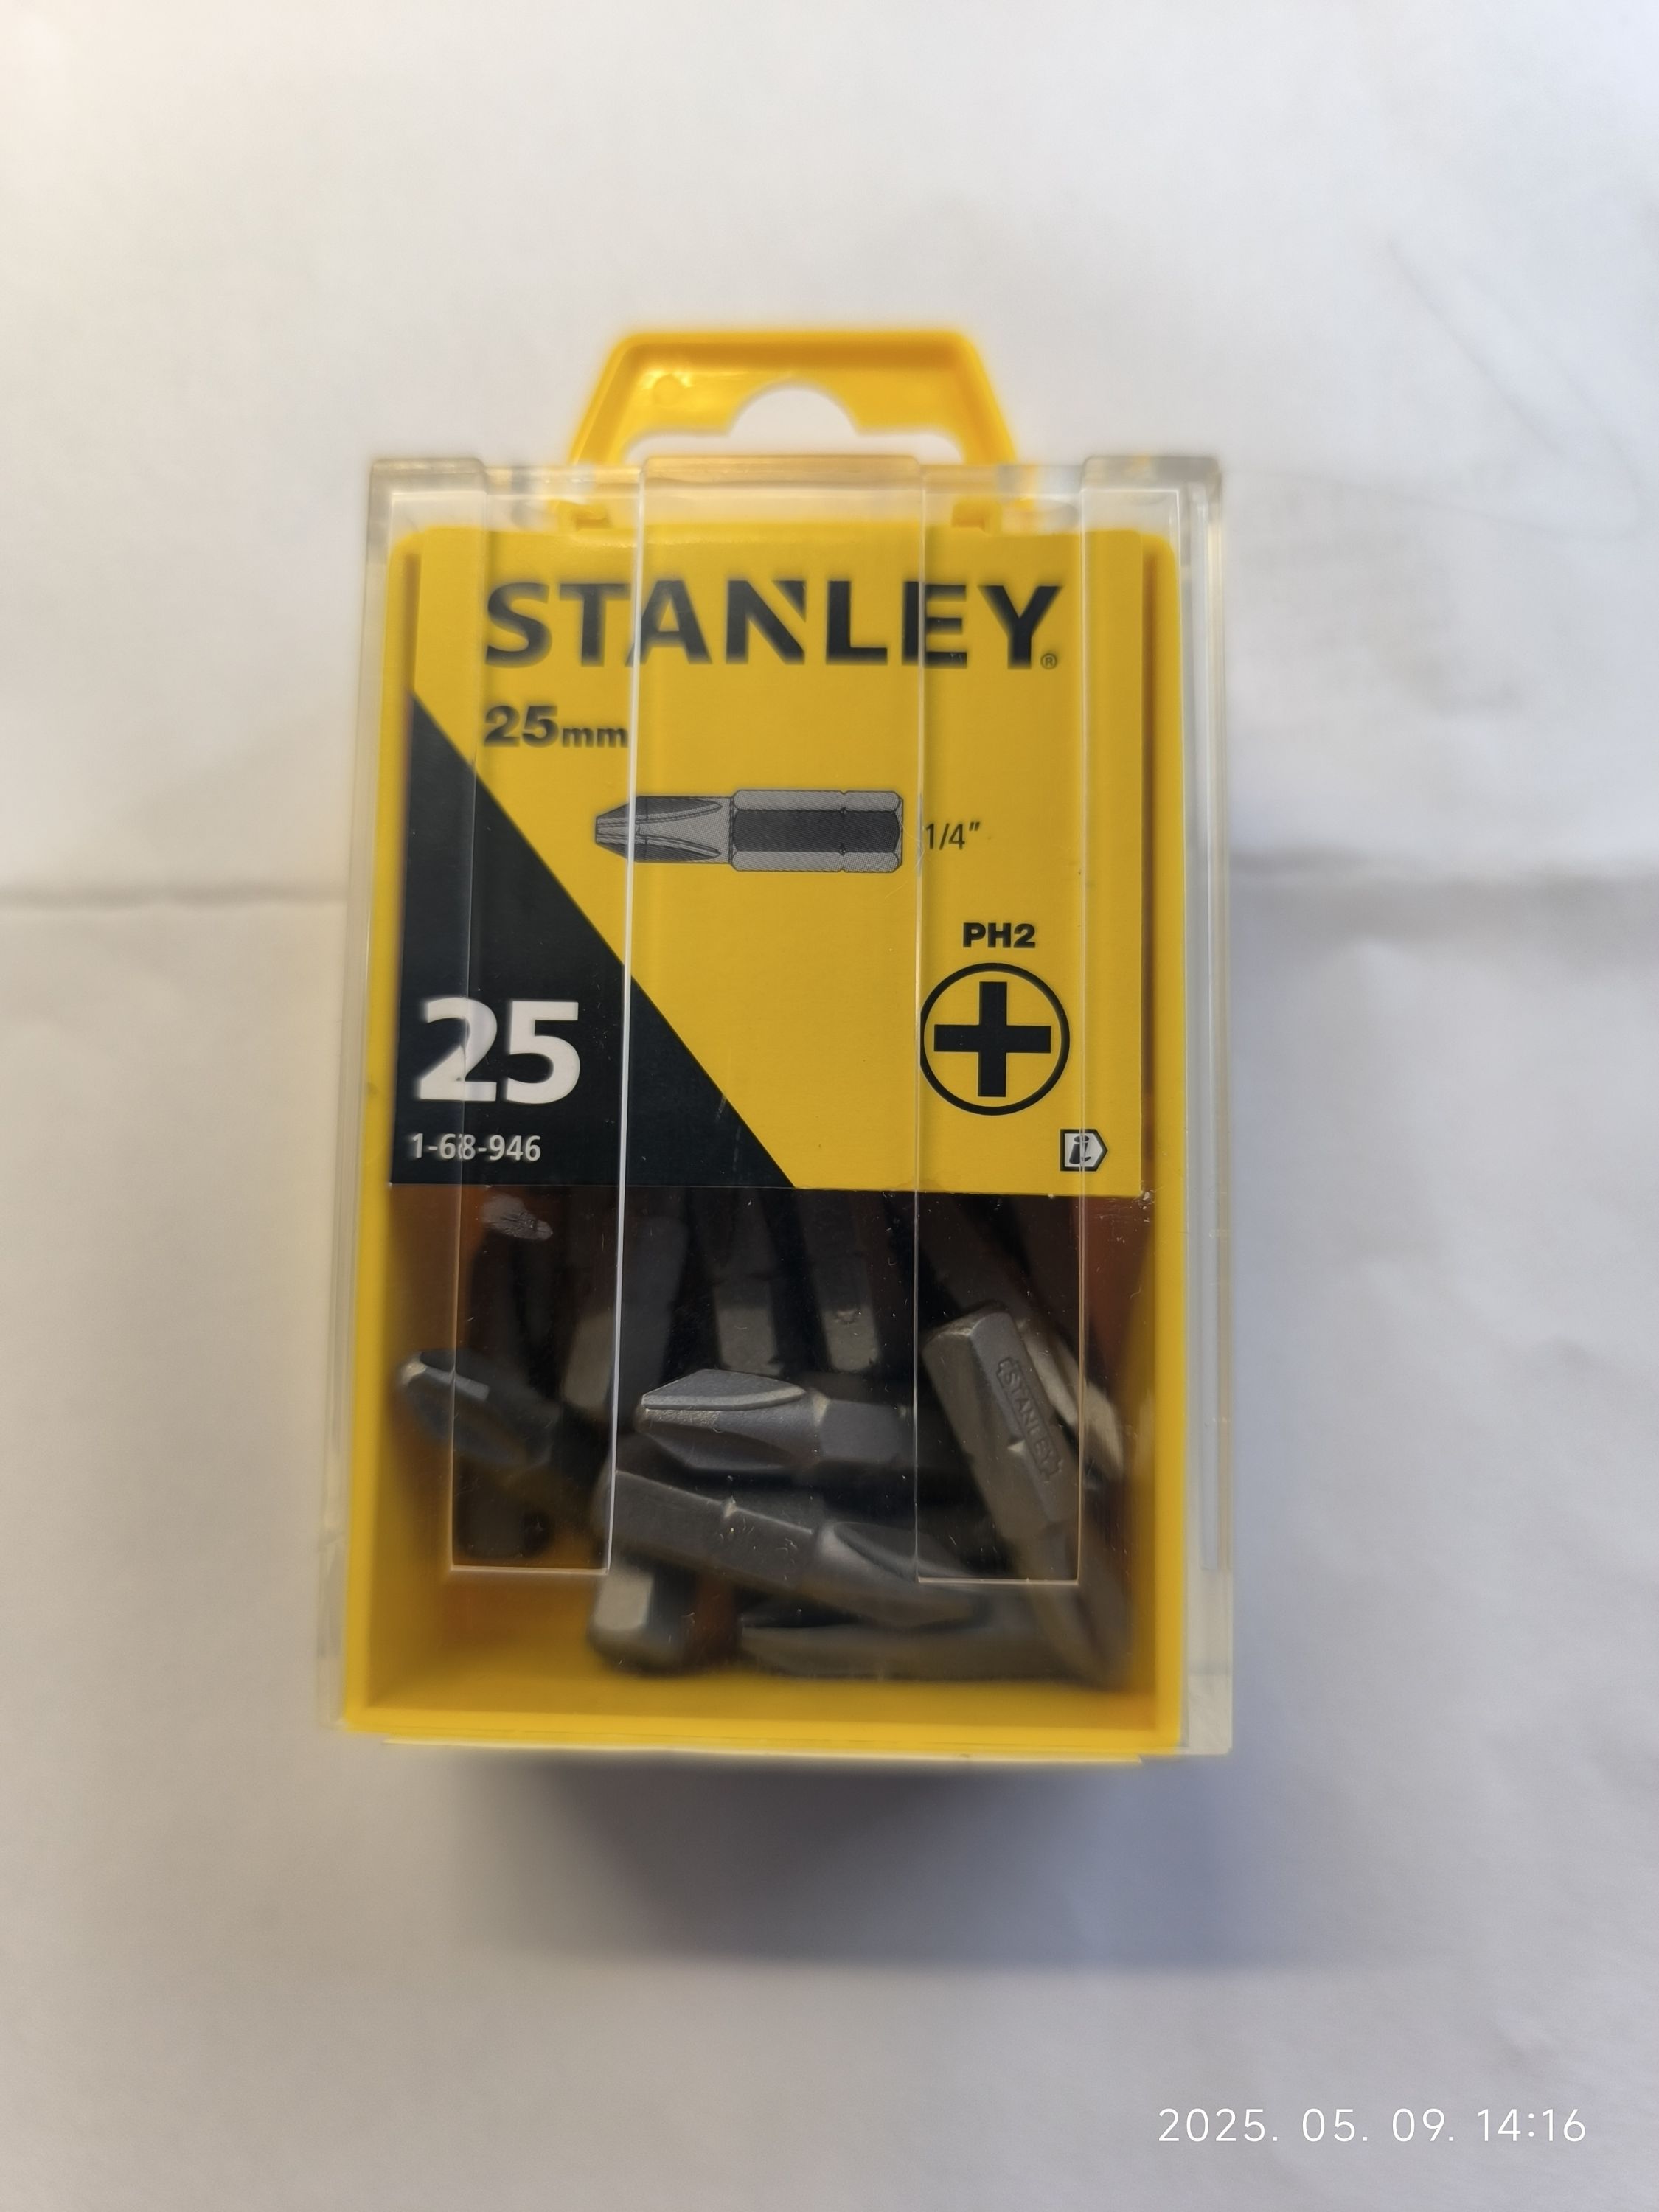 STANLEY®
25mm
1/4”
PH2
25
1-68-946
i
STANLEY
2025. 05. 09. 14:16